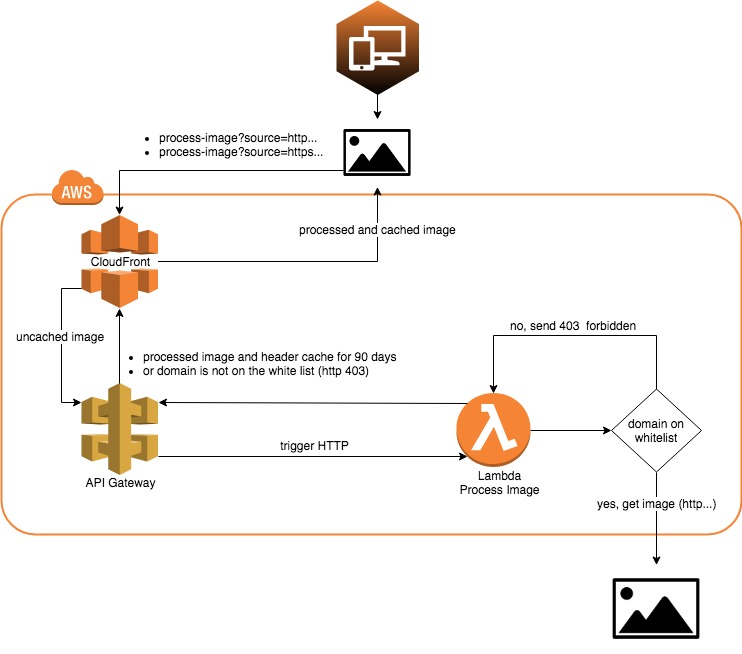 process-image?source=http...
process-image?source=https...
AWS
processed and cached image
CloudFront
uncached image
no, send 403 forbidden
processed image and header cache for 90 days
or domain is not on the white list (http 403)
domain on
whitelist
trigger HTTP
API Gateway
Lambda
Process Image
yes, get image (http...)